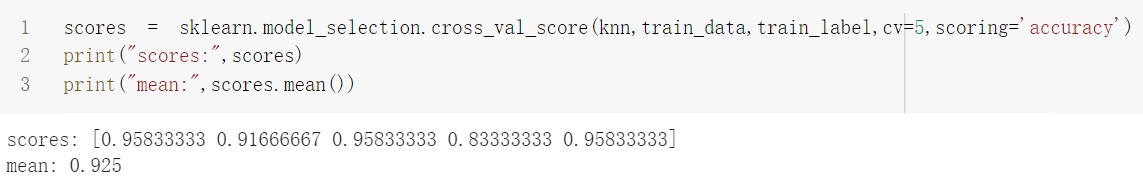 1 scores = sklearn.model_selection.cross_val_score(knn,train_data,train_label,cv=5,scoring='accuracy')
2 print("scores:",scores)
3 print("mean:",scores.mean())
scores: [0.95833333 0.91666667 0.95833333 0.83333333 0.95833333]
mean: 0.925